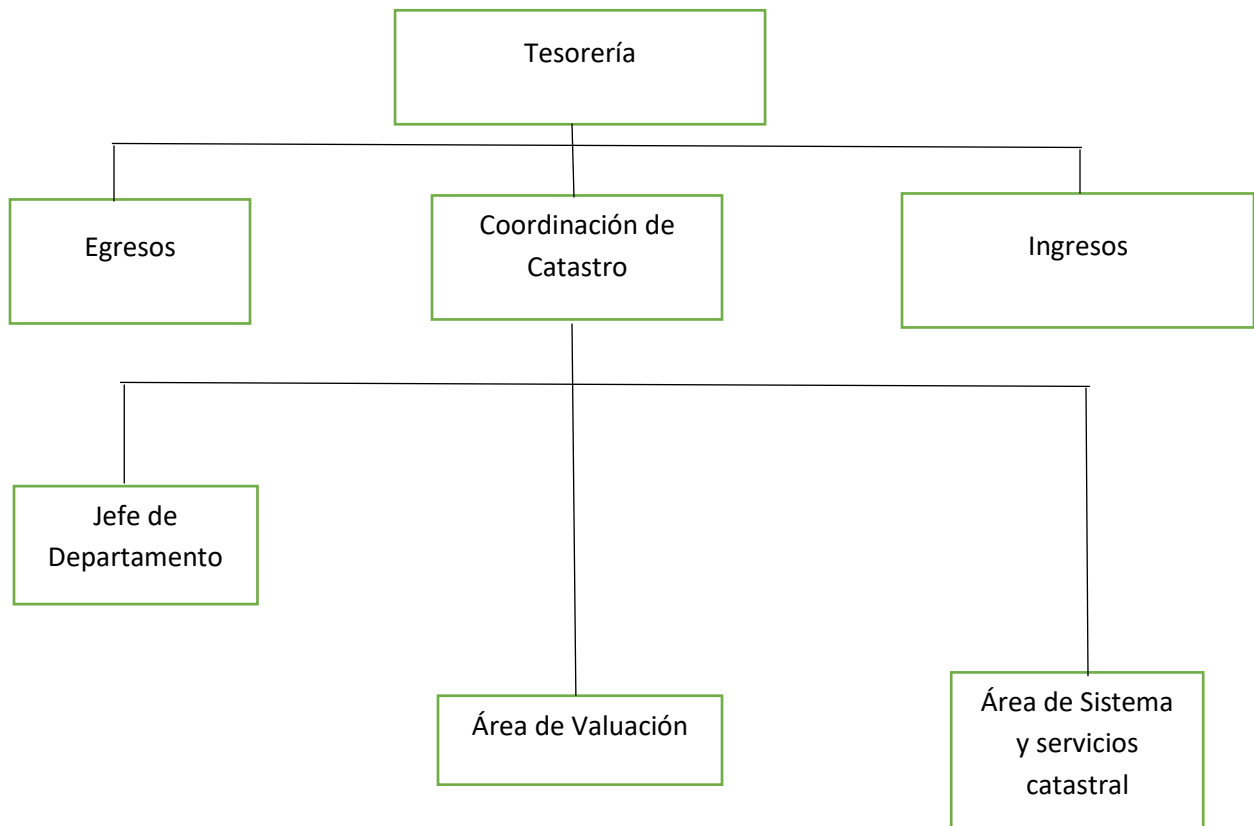 Tesorería
Egresos
Coordinación de
Catastro
Ingresos
Jefe de
Departamento
Área de Valuación
Área de Sistema
y servicios
catastral